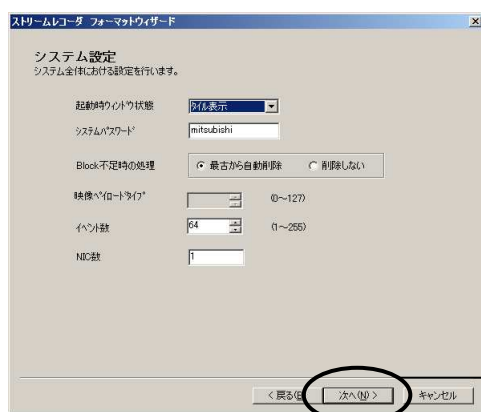 ストリームレコーダ フォーマットウィザード
システム設定
システム全体における設定を行います。
起動時ウィンドウ状態 タイル表示
システムパスワード mitsubishi
Block不足時の処理 最古から自動削除 削除しない
映像ペイロードタイプ (0～127)
イベント数 64 (1～255)
NIC数 1
< 戻る(B) 次へ(N) > キャンセル